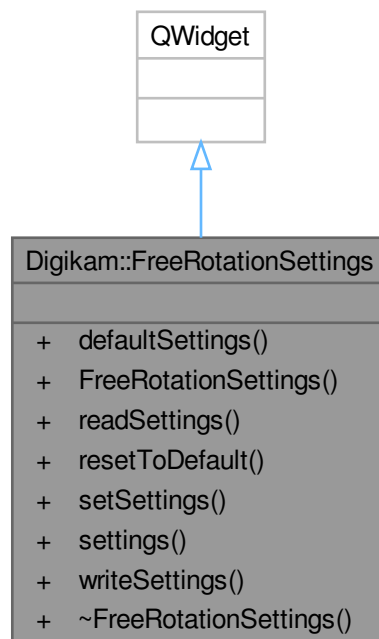 QWidget
Digikam::FreeRotationSettings
+ defaultSettings()
+ FreeRotationSettings()
+ readSettings()
+ resetToDefault()
+ setSettings()
+ settings()
+ writeSettings()
+ ~FreeRotationSettings()